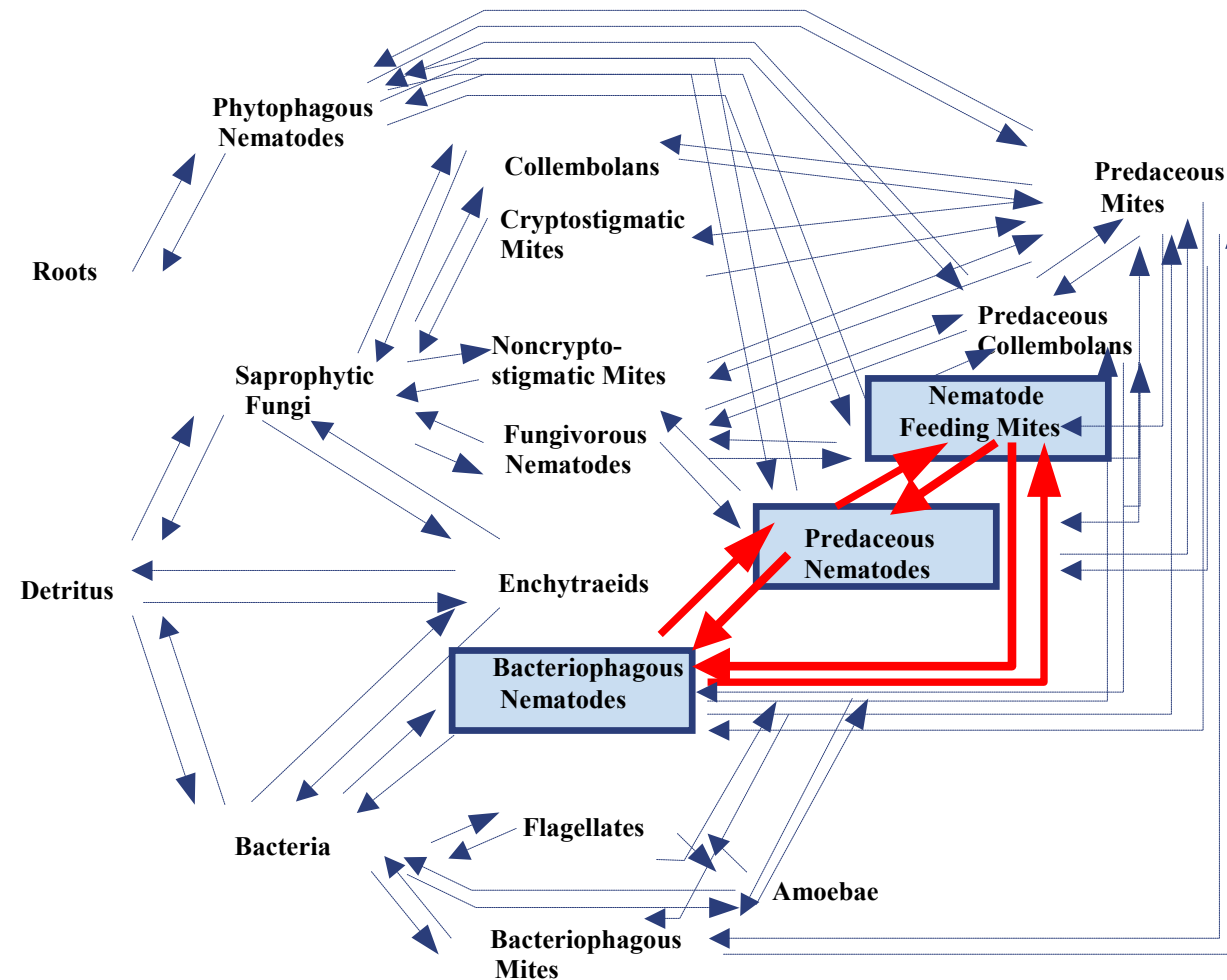 Phytophagous
Nematodes
Collembolans
Predaceous
Mites
Cryptostigmatic
Mites
Roots
Predaceous
Collembolans
Noncrypto-
stigmatic Mites
Saprophytic
Fungi
Nematode
Feeding Mites
Fungivorous
Nematodes
Predaceous
Nematodes
Enchytraeids
Detritus
Bacteriophagous
Nematodes
Flagellates
Bacteria
Amoebae
Bacteriophagous
Mites